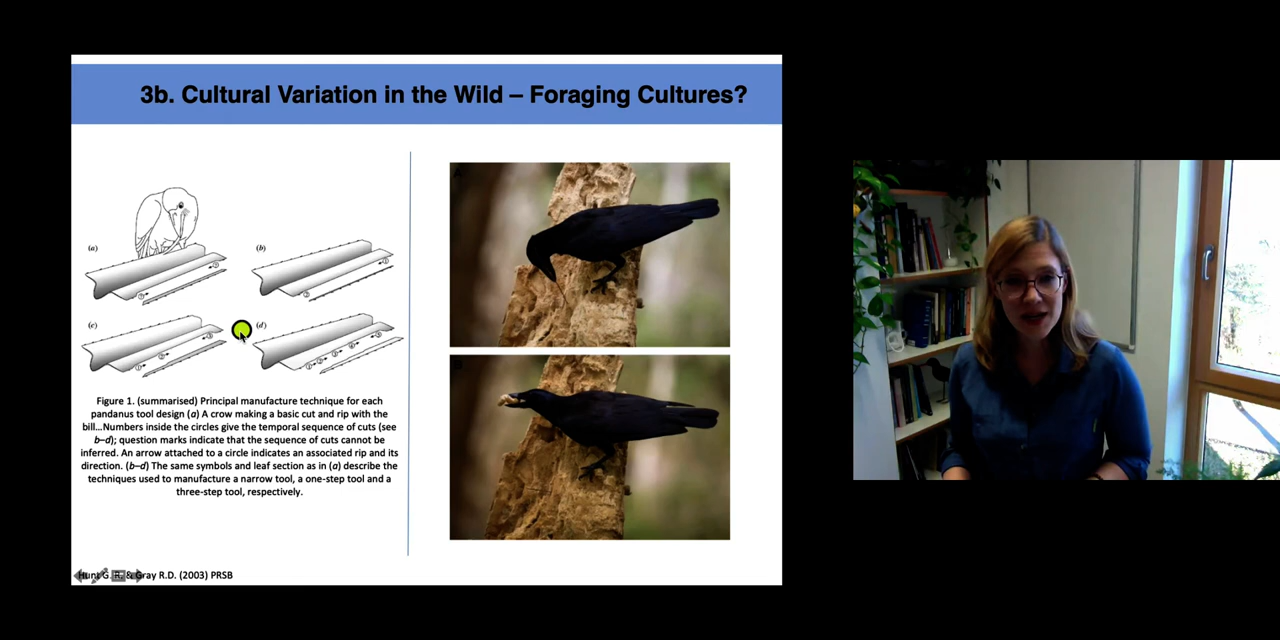 3b. Cultural Variation in the Wild – Foraging Cultures?
(a)
(b)
(c)
(d)
Figure 1. (summarised) Principal manufacture technique for each
pandanus tool design (a) A crow making a basic cut and rip with the
bill...Numbers inside the circles give the temporal sequence of cuts (see
b–d); question marks indicate that the sequence of cuts cannot be
inferred. An arrow attached to a circle indicates an associated rip and its
direction. (b–d) The same symbols and leaf section as in (a) describe the
techniques used to manufacture a narrow tool, a one-step tool and a
three-step tool, respectively.
Hunt G. R. & Gray R.D. (2003) PRSB